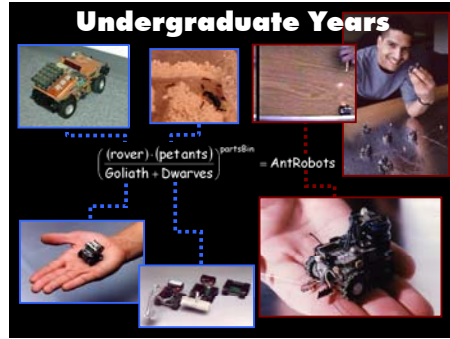 Undergraduate Years
(rover)·(pet ants)
Goliath + Dwarves
partsBin
= AntRobots